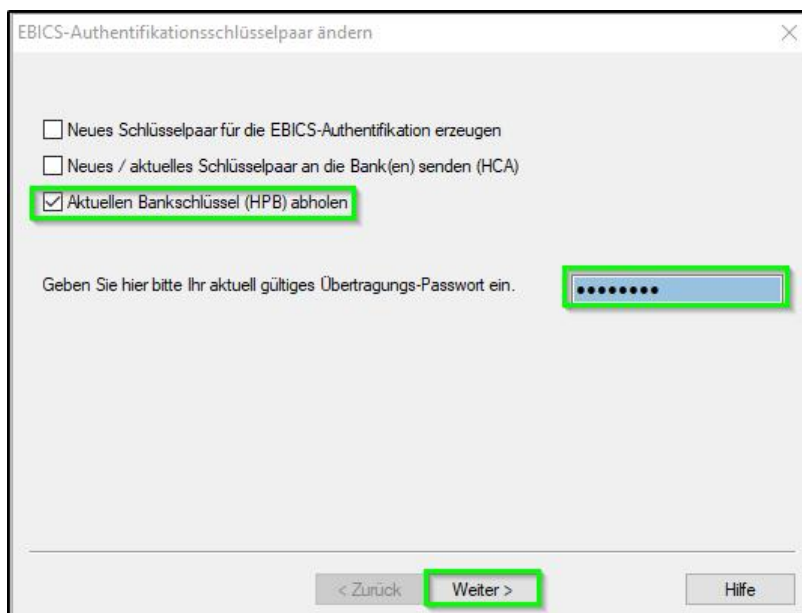 EBICS-Authentifikationsschlüsselpaar ändern
Neues Schlüsselpaar für die EBICS-Authentifikation erzeugen
Neues / aktuelles Schlüsselpaar an die Bank(en) senden (HCA)
Aktuellen Bankschlüssel (HPB) abholen
Geben Sie hier bitte Ihr aktuell gültiges Übertragungs-Passwort ein. ●●●●●●●●
< Zurück Weiter > Hilfe